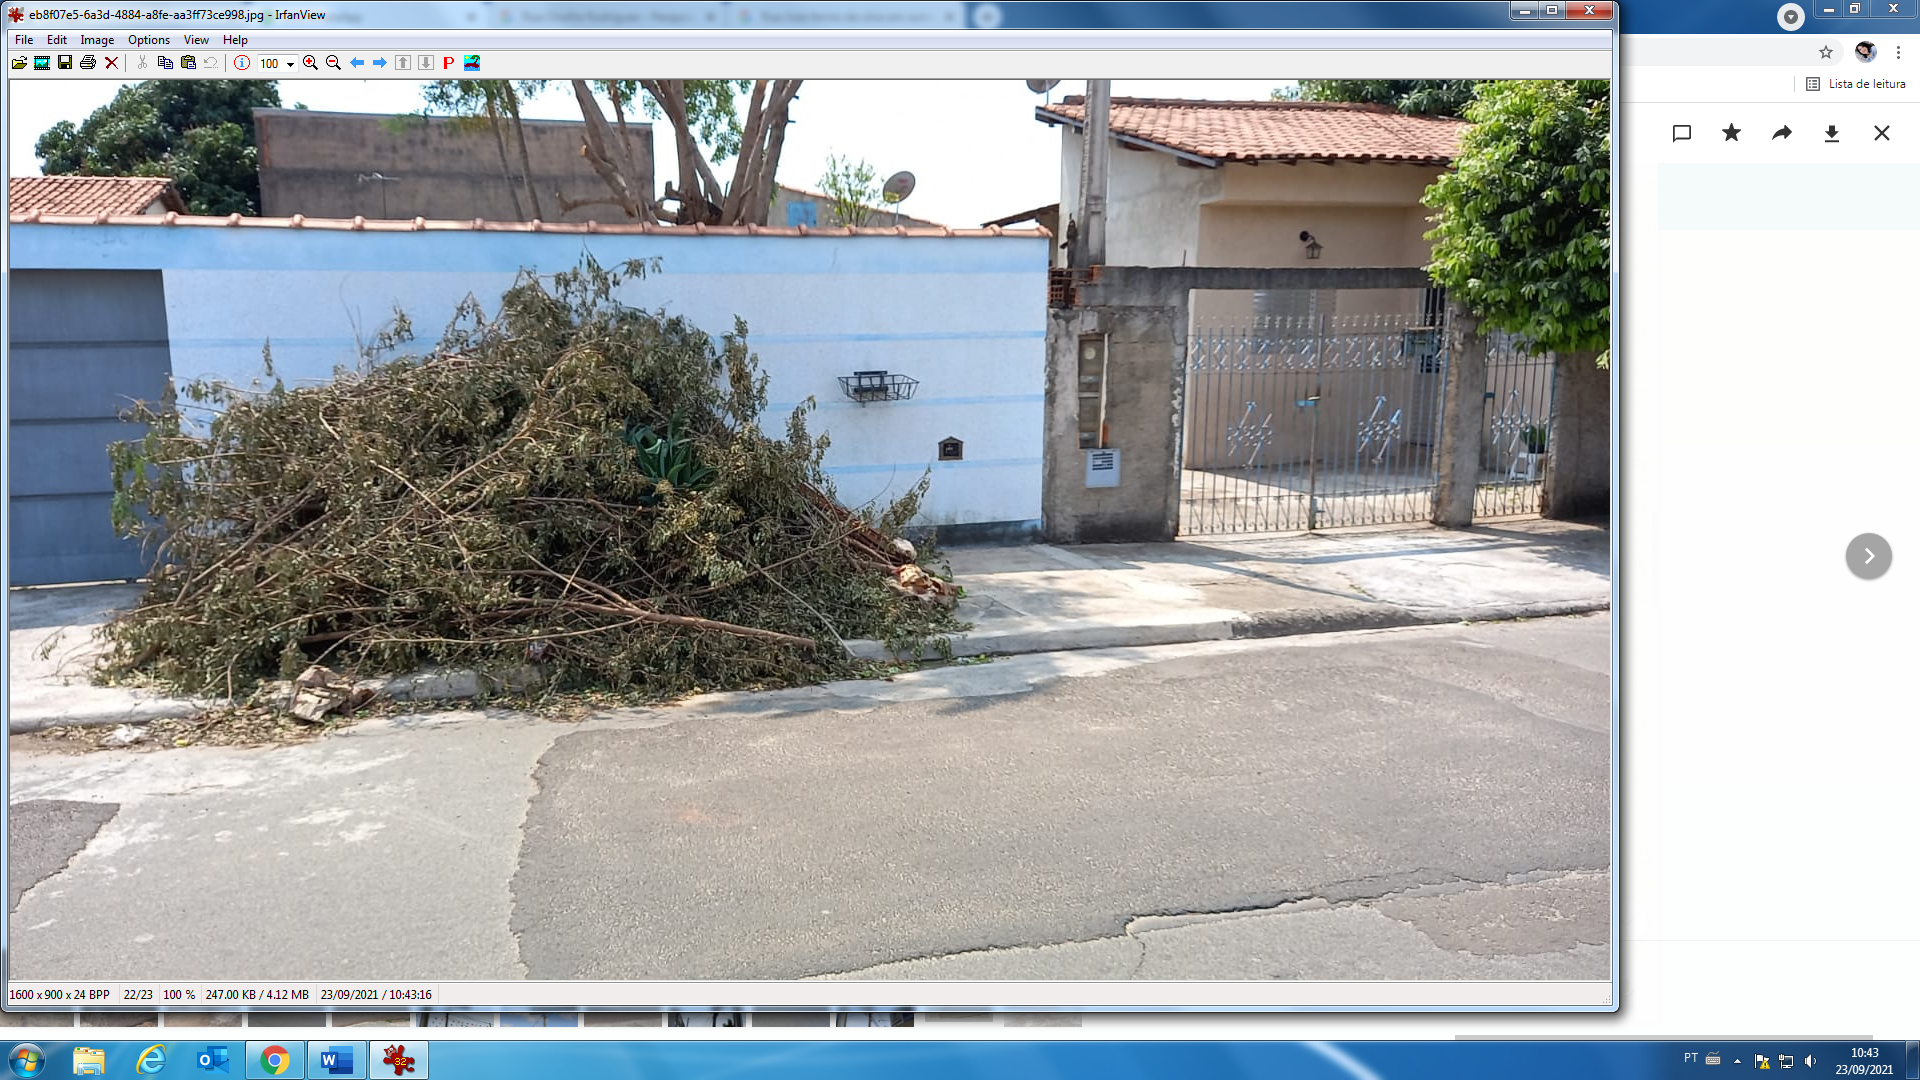 eb8f07e5-6a3d-4884-a8fe-aa3ff73ce998.jpg - IrfanView
File Edit Image Options View Help
100
P
Lista de leitura
1600 x 900 x 24 BPP 22/23 100 % 247.00 KB / 4.12 MB 23/09/2021 / 10:43:16
32
PT
10:43
23/09/2021